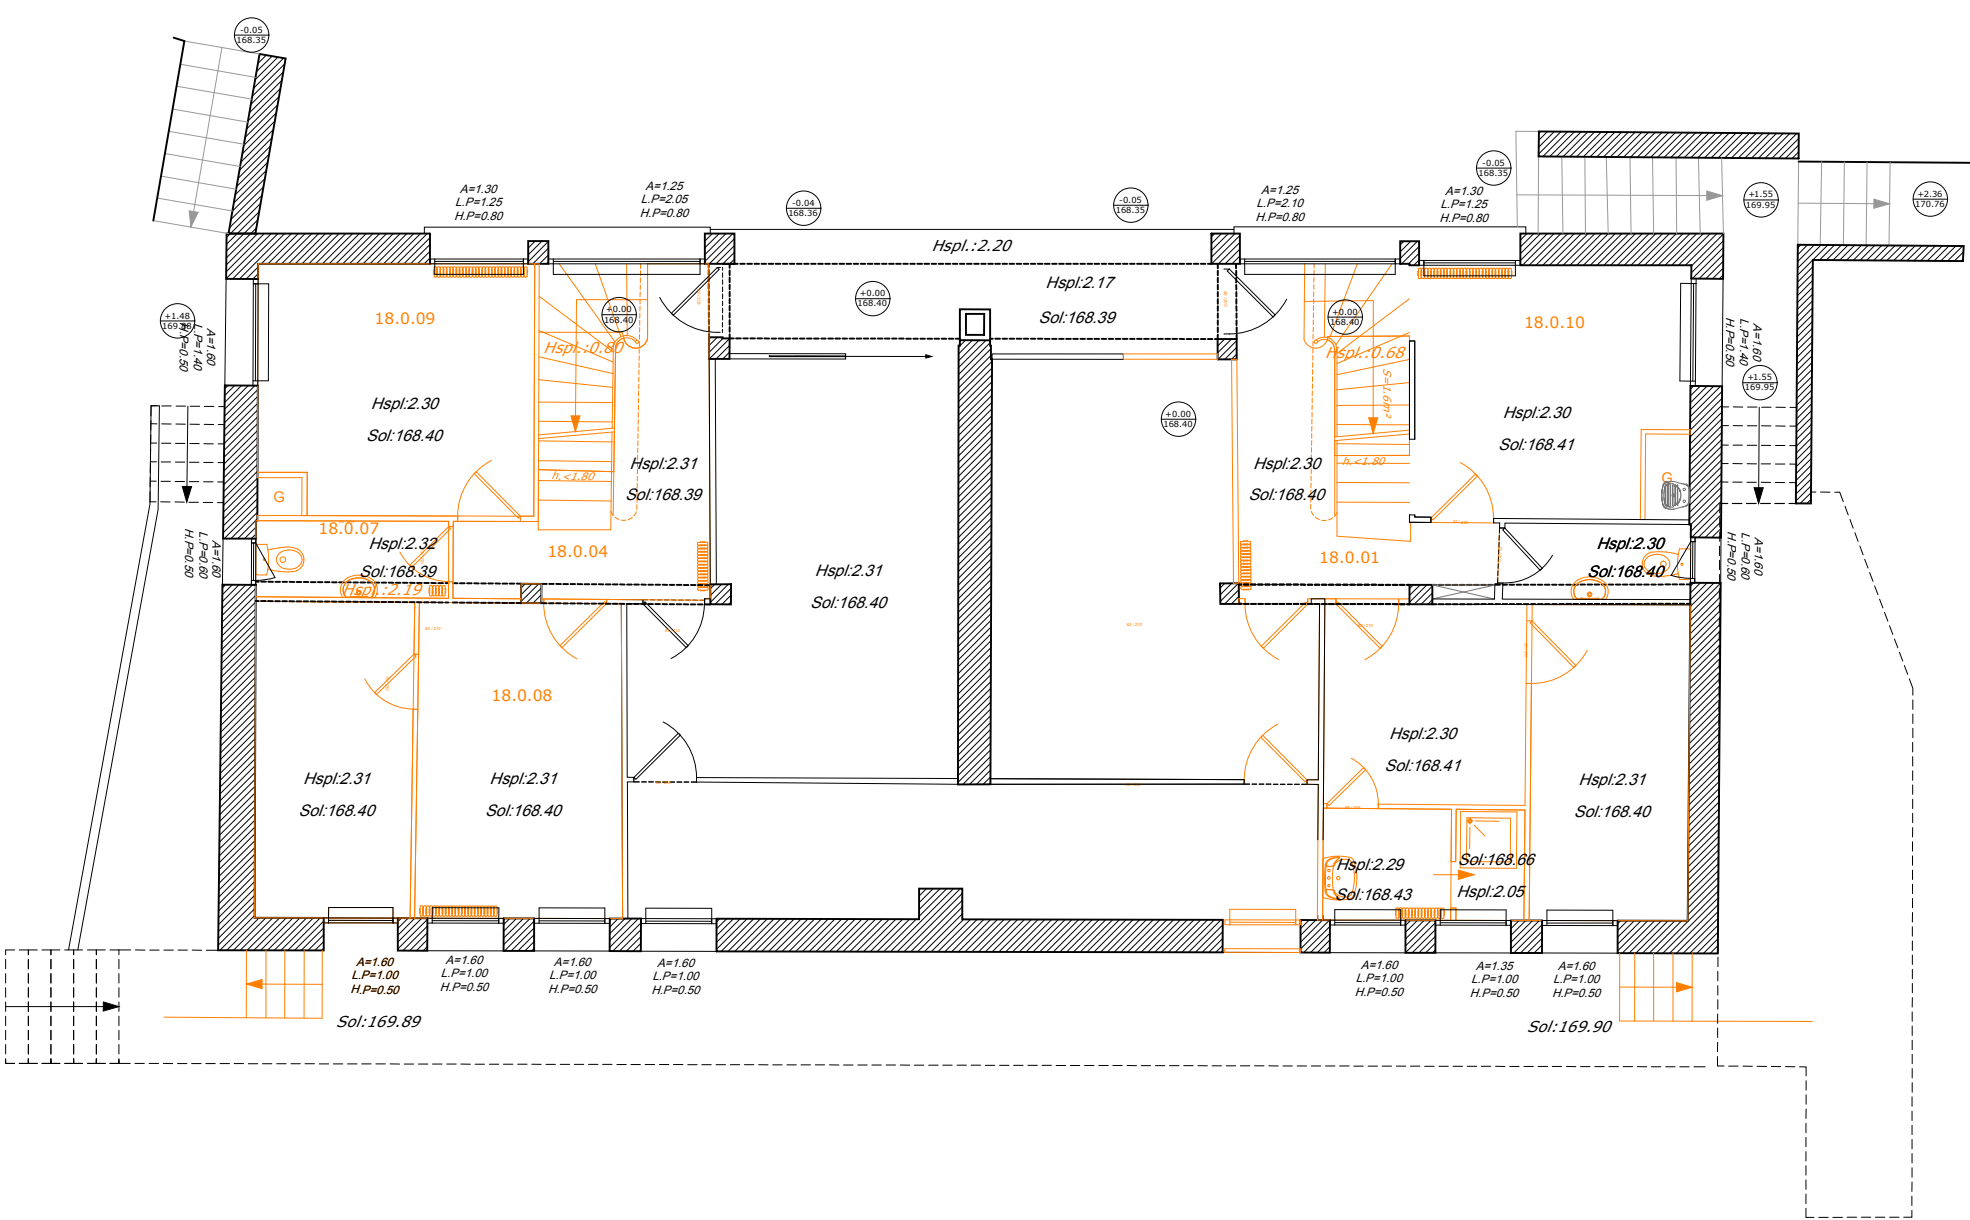 -0.05
168.35
A=1.30
L.P=1.25
H.P=0.80
A=1.25
L.P=2.05
H.P=0.80
-0.04
168.36
-0.05
168.35
A=1.25
L.P=2.10
H.P=0.80
A=1.30
L.P=1.25
H.P=0.80
-0.05
168.35
+1.55
169.95
+2.36
170.76
Hspl.:2.20
Hspl:2.17
Sol:168.39
+0.00
168.40
+0.00
168.40
+0.00
168.40
+1.48
A=1.60
L.P=1.40
H.P=0.50
18.0.09
Hspl.:0.80
Hspl.:0.68
S=1.6m²
18.0.10
A=1.60
L.P=1.40
H.P=0.50
+1.55
169.95
Hspl:2.30
Sol:168.40
+0.00
168.40
Hspl:2.30
Sol:168.41
Hspl:2.31
Sol:168.39
h.<1.80
Hspl:2.30
Sol:168.40
h.<1.80
G
G
18.0.07
Hspl:2.32
Sol:168.39
Hspl.:2.19
18.0.04
18.0.01
Hspl:2.30
Sol:168.40
A=1.60
L.P=0.60
H.P=0.50
A=1.60
L.P=0.60
H.P=0.50
Hspl:2.31
Sol:168.40
18.0.08
Hspl:2.31
Sol:168.40
Hspl:2.31
Sol:168.40
Hspl:2.30
Sol:168.41
Hspl:2.31
Sol:168.40
Hspl:2.29
Sol:168.43
Sol:168.66
Hspl:2.05
A=1.60
L.P=1.00
H.P=0.50
A=1.60
L.P=1.00
H.P=0.50
A=1.60
L.P=1.00
H.P=0.50
A=1.60
L.P=1.00
H.P=0.50
A=1.60
L.P=1.00
H.P=0.50
A=1.35
L.P=1.00
H.P=0.50
A=1.60
L.P=1.00
H.P=0.50
Sol:169.89
Sol:169.90